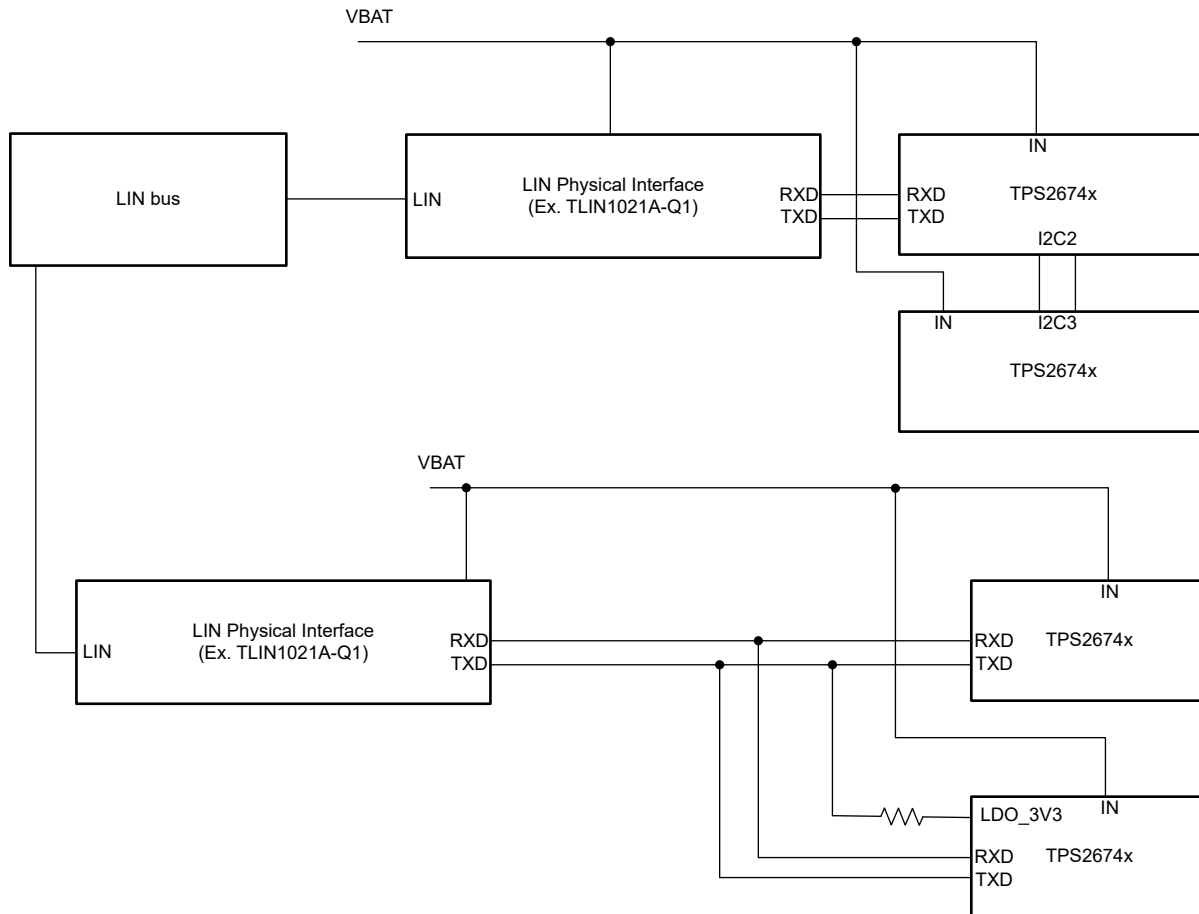 VBAT
IN
LIN bus
LIN
LIN Physical Interface
(Ex. TLIN1021A-Q1)
RXD
TXD
RXD
TXD
TPS2674x
I2C2
IN
I2C3
TPS2674x
VBAT
IN
LIN
LIN Physical Interface
(Ex. TLIN1021A-Q1)
RXD
TXD
RXD
TXD
TPS2674x
IN
LDO_3V3
RXD
TXD
TPS2674x